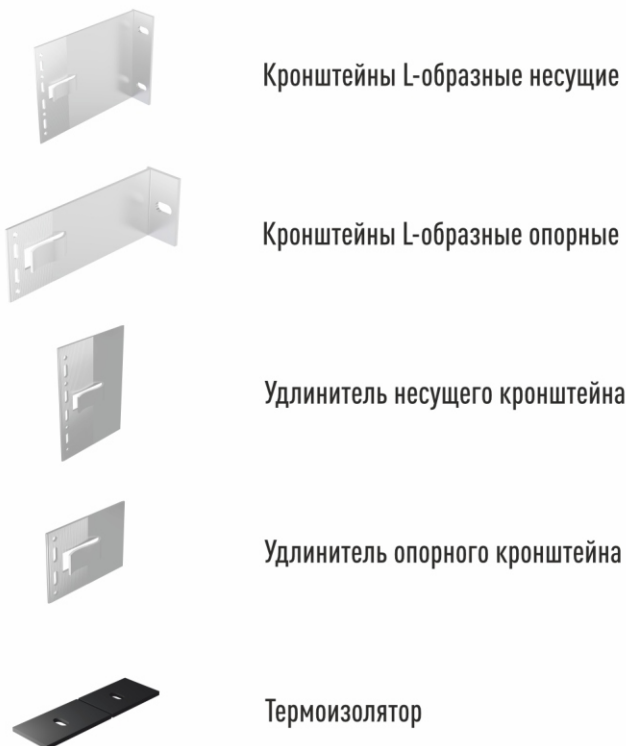 Кронштейны L-образные несущие
Кронштейны L-образные опорные
Удлинитель несущего кронштейна
Удлинитель опорного кронштейна
Термоизолятор